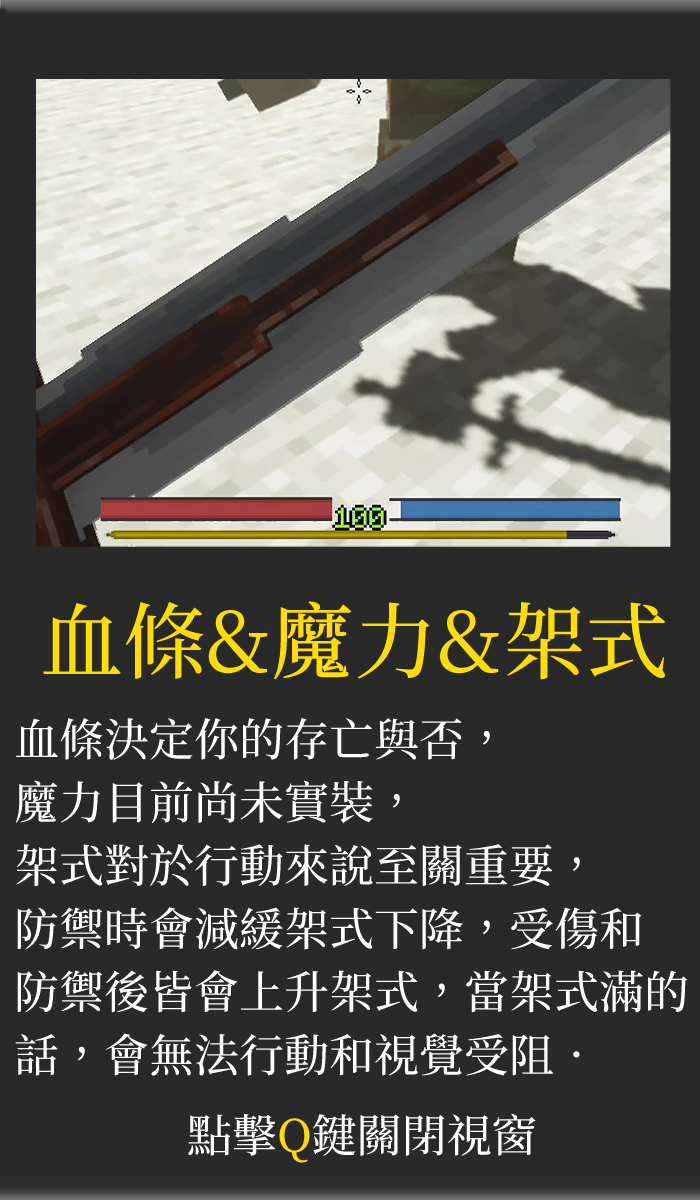 100
血條&魔力&架式
血條決定你的存亡與否，
魔力目前尚未實裝，
架式對於行動來說至關重要，
防禦時會減緩架式下降，受傷和
防禦後皆會上升架式，當架式滿的
話，會無法行動和視覺受阻．
點擊Q鍵關閉視窗